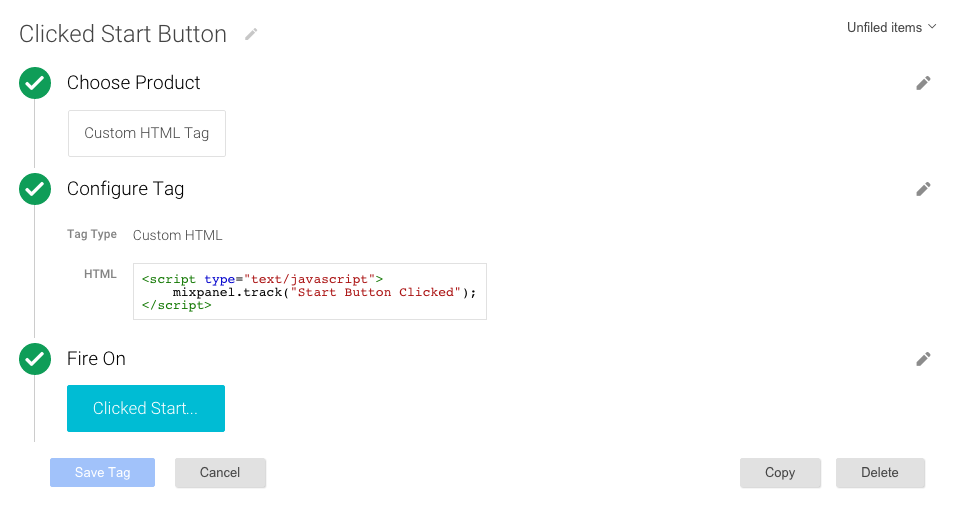 Clicked Start Button
Unfiled items
Choose Product
Custom HTML Tag
Configure Tag
Tag Type Custom HTML
HTML
<script type="text/javascript">
mixpanel.track("Start Button Clicked");
</script>
Fire On
Clicked Start...
Save Tag Cancel Copy Delete